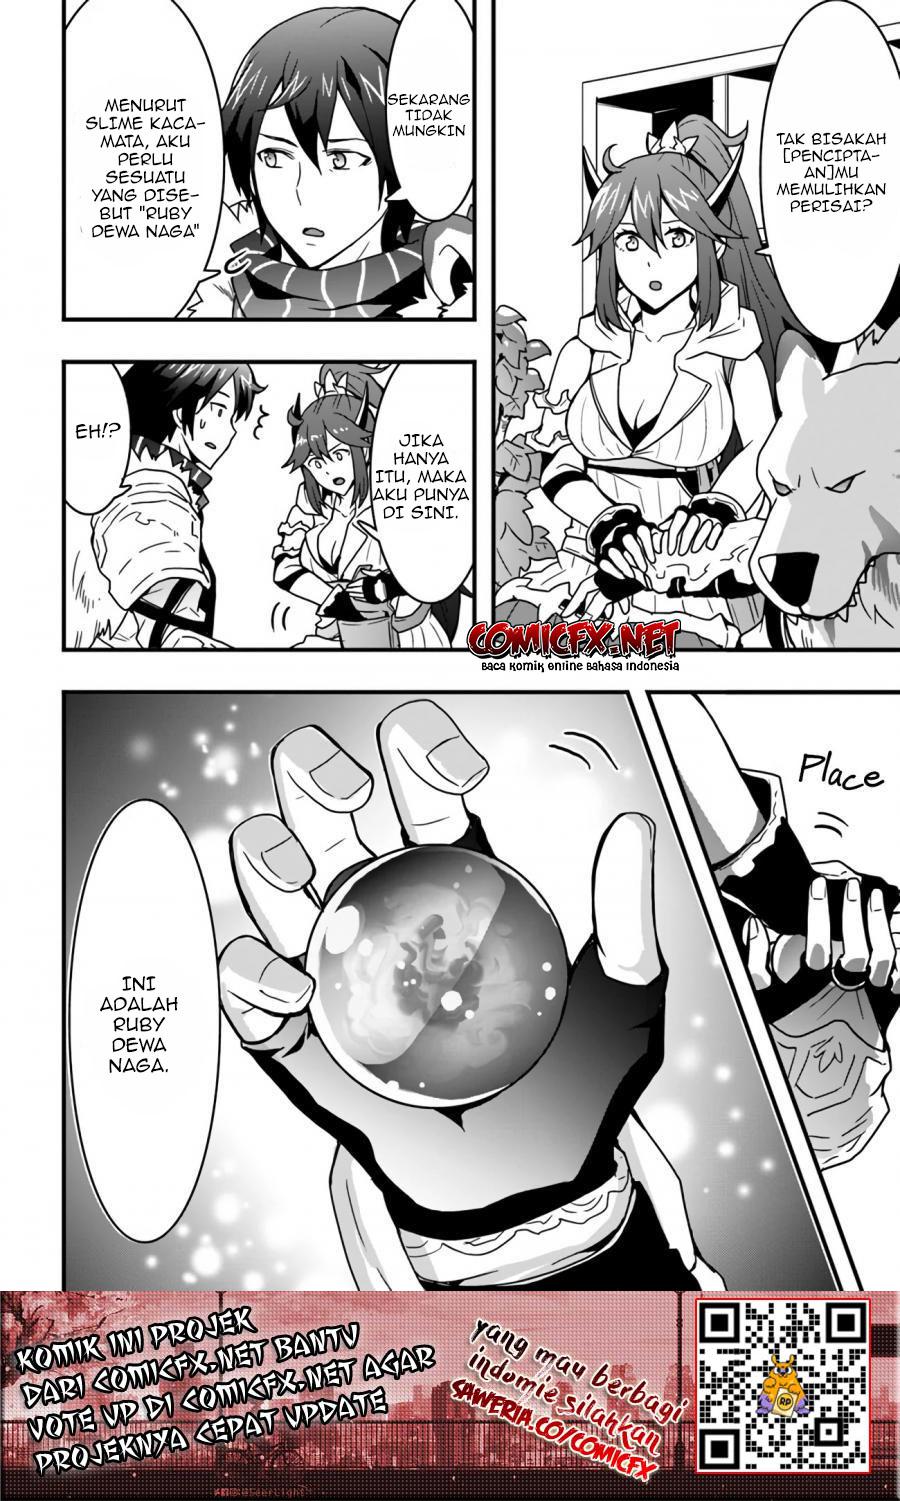 TAK BISAKAH
[PENCIPTA-
AN]MU
MEMULIHKAN
PERISAI?
SEKARANG
TIDAK
MUNGKIN
MENURUT
SLIME KACA-
MATA, AKU
PERLU
SESUATU
YANG DISE-
BUT "RUBY
DEWA NAGA"
JIKA
HANYA
ITU, MAKA
AKU PUNYA
DI SINI.
EH!?
COMICFX.NET
BACA KOMIK ONLINE BAHASA INDONESIA
Place
INI
ADALAH
RUBY
DEWA
NAGA.
KOMIK INI PROJEK
DARI COMICFX.NET BANTU
VOTE UP DI COMICFX.NET AGAR
PROJEKNYA CEPAT UPDATE
yang mau berbagi
indomie silahkan
SAWERIA.CO/COMICFX
RP